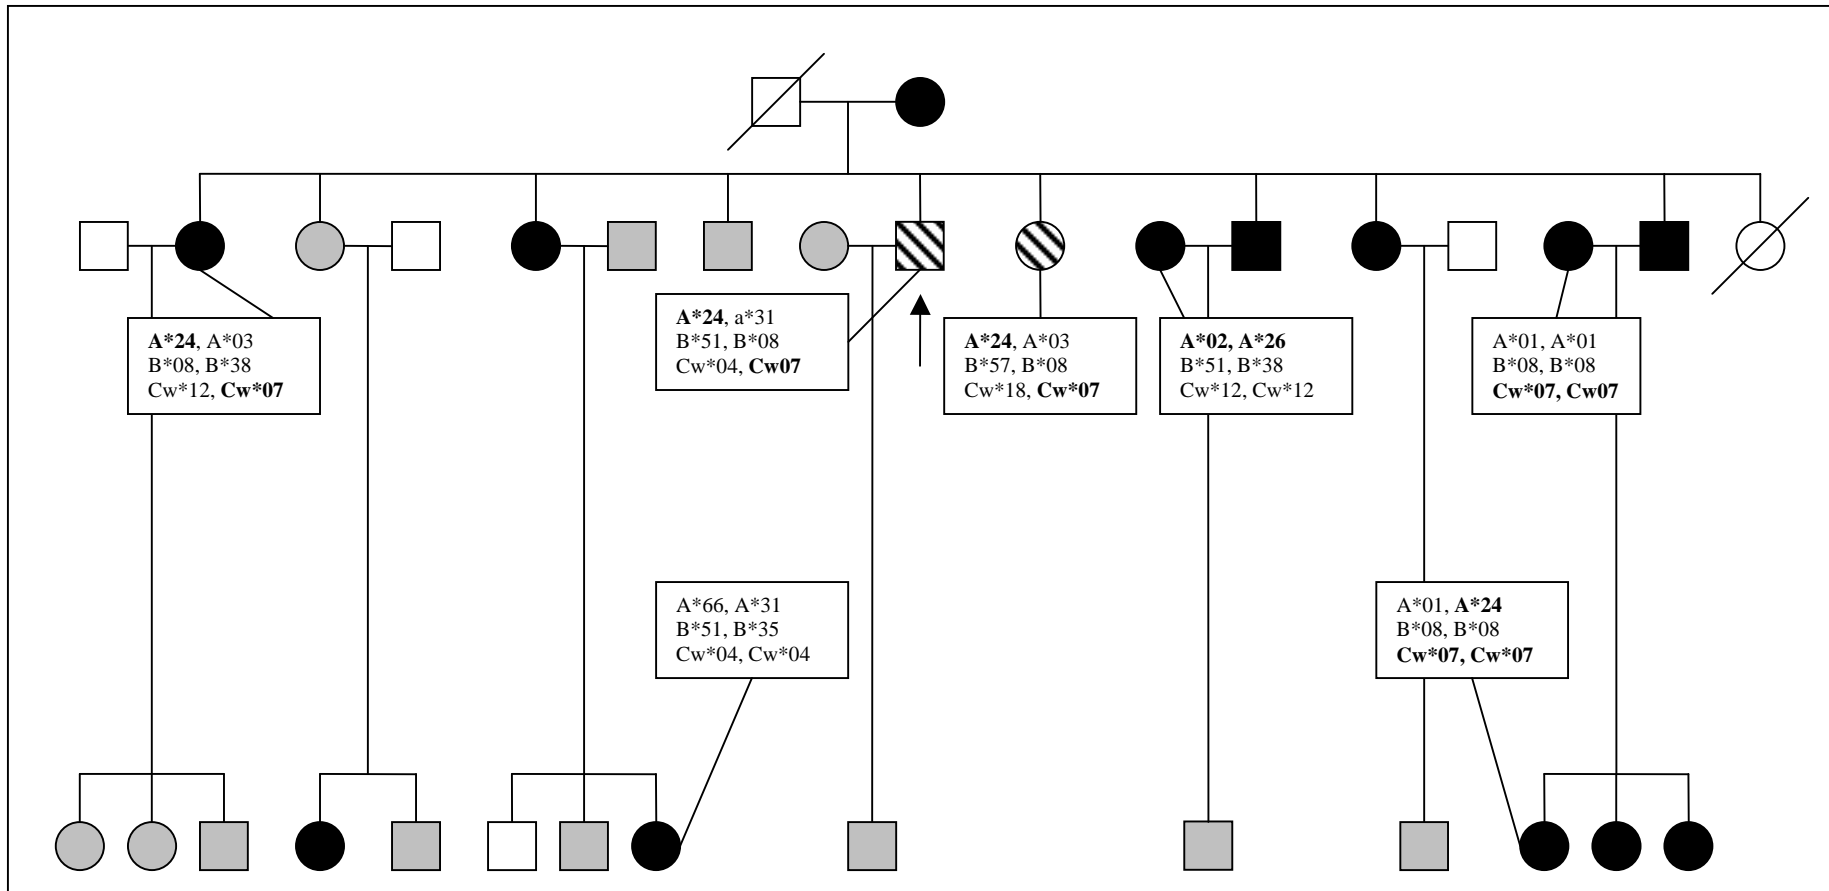 A*24, a*31
B*51, B*08
Cw*04, Cw07
A*24, A*03
B*08, B*38
Cw*12, Cw*07
A*24, A*03
B*57, B*08
Cw*18, Cw*07
A*02, A*26
B*51, B*38
Cw*12, Cw*12
A*01, A*01
B*08, B*08
Cw*07, Cw07
A*66, A*31
B*51, B*35
Cw*04, Cw*04
A*01, A*24
B*08, B*08
Cw*07, Cw*07